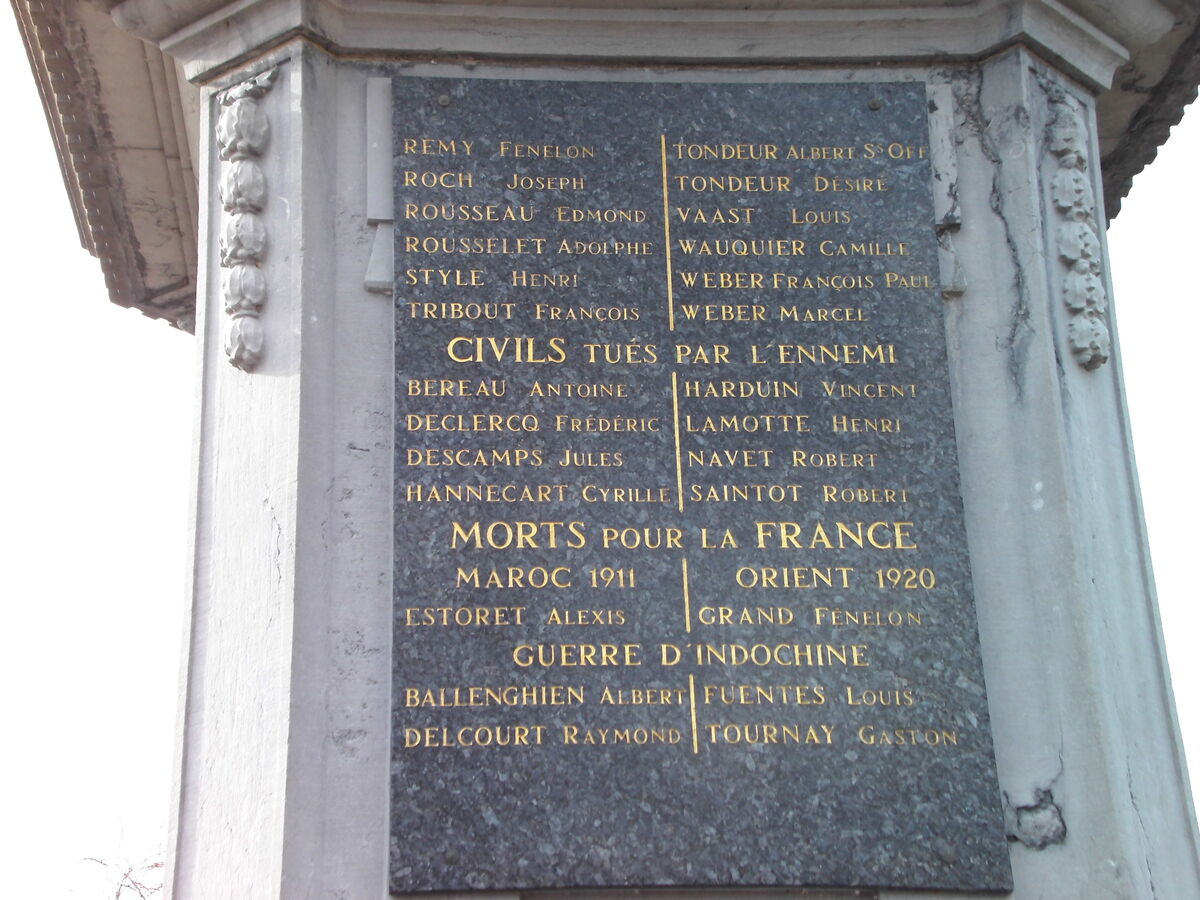 REMY FENELON
ROCH JOSEPH
ROUSSEAU EDMOND
ROUSSELET ADOLPHE
STYLE HENRI
TRIBOUT FRANÇOIS
TONDEUR ALBERT SS OFF
TONDEUR DÉSIRÉ
VAAST LOUIS
WAUQUIER CAMILLE
WEBER FRANÇOIS PAUL
WEBER MARCEL
CIVILS TUÉS PAR L'ENNEMI
BEREAU ANTOINE
DECLERCQ FRÉDÉRIC
DESCAMPS JULES
HANNECART CYRILLE
HARDUIN VINCENT
LAMOTTE HENRI
NAVET ROBERT
SAINTOT ROBERT
MORTS POUR LA FRANCE
MAROC 1911
ESTORET ALEXIS
ORIENT 1920
GRAND FÉNELON
GUERRE D'INDOCHINE
BALLENGHIEN ALBERT
DELCOURT RAYMOND
FUENTES LOUIS
TOURNAY GASTON